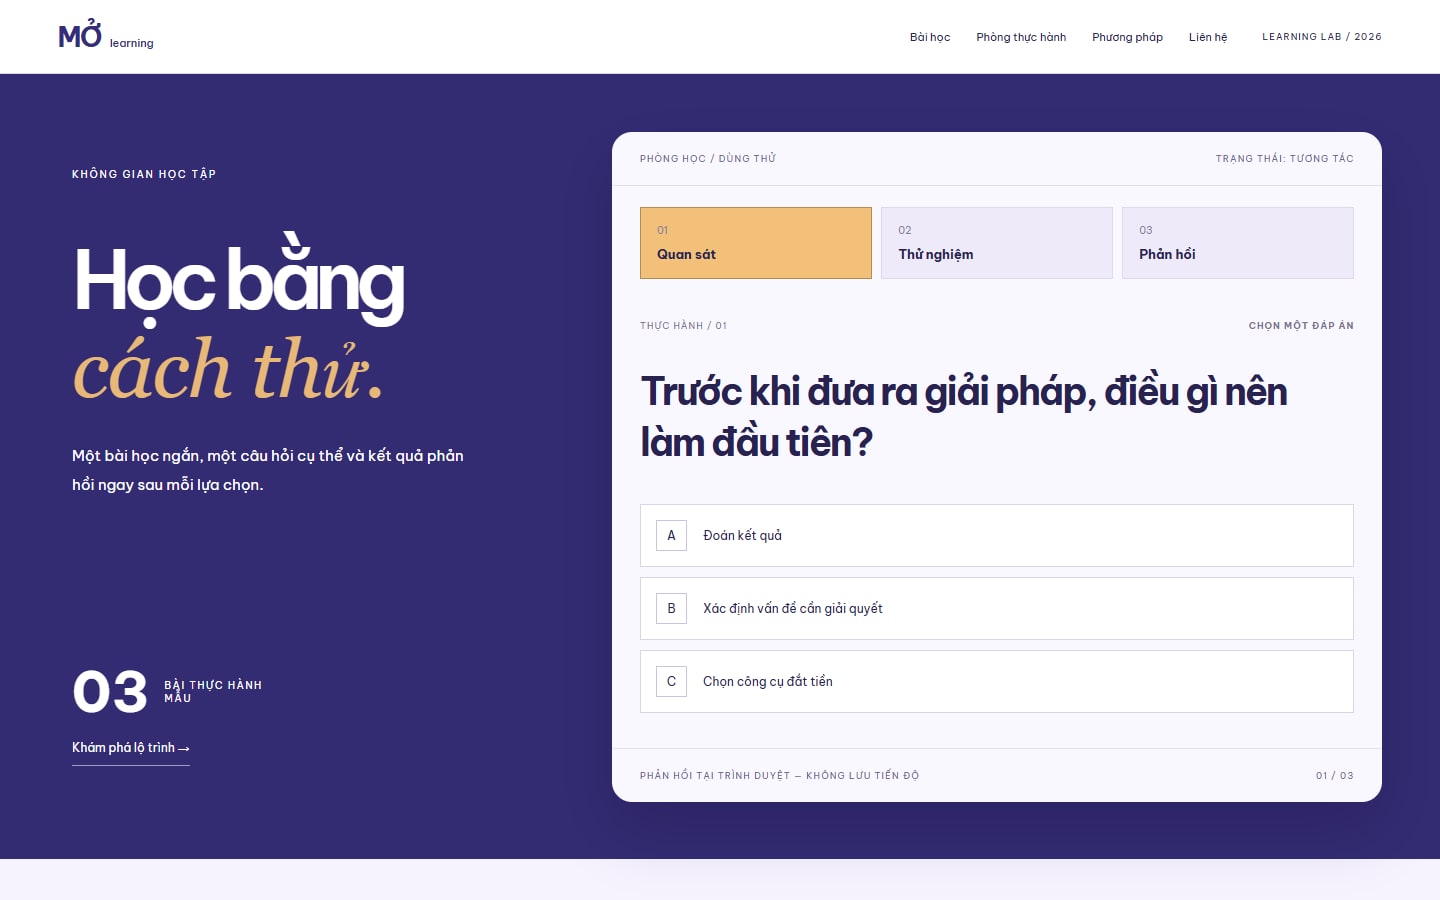 MỞ learning
Bài học
Phòng thực hành
Phương pháp
Liên hệ
LEARNING LAB / 2026
KHÔNG GIAN HỌC TẬP
Học bằng
cách thử.
Một bài học ngắn, một câu hỏi cụ thể và kết quả phản
hồi ngay sau mỗi lựa chọn.
03
BÀI THỰC HÀNH
MẪU
Khám phá lộ trình →
PHÒNG HỌC / DÙNG THỬ
TRẠNG THÁI: TƯƠNG TÁC
01
Quan sát
02
Thử nghiệm
03
Phản hồi
THỰC HÀNH / 01
CHỌN MỘT ĐÁP ÁN
Trước khi đưa ra giải pháp, điều gì nên
làm đầu tiên?
A
Đoán kết quả
B
Xác định vấn đề cần giải quyết
C
Chọn công cụ đắt tiền
PHẢN HỒI TẠI TRÌNH DUYỆT — KHÔNG LƯU TIẾN ĐỘ
01 / 03